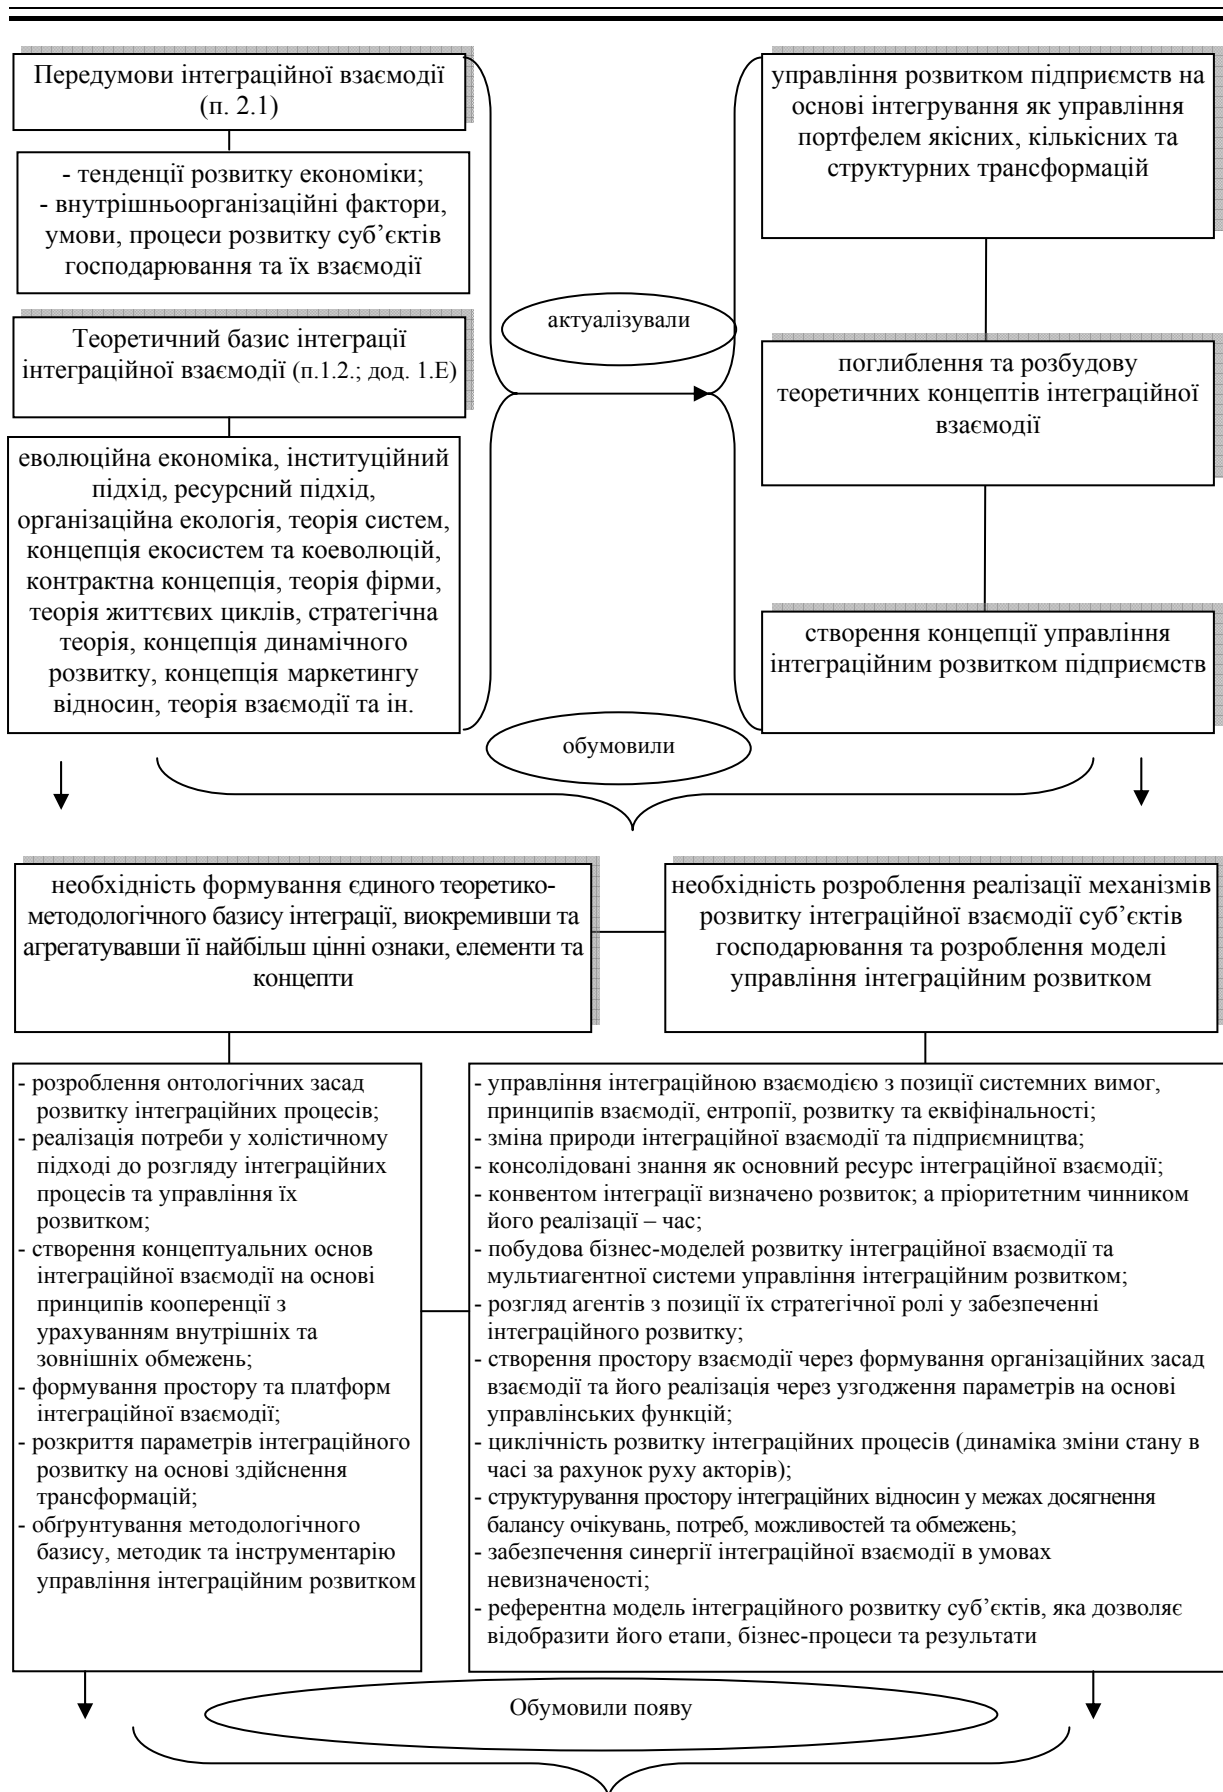 Передумови інтеграційної взаємодії
(п. 2.1)
- тенденції розвитку економіки;
- внутрішньоорганізаційні фактори,
умови, процеси розвитку суб’єктів
господарювання та їх взаємодії
Теоретичний базис інтеграції
інтеграційної взаємодії (п.1.2.; дод. 1.Е)
еволюційна економіка, інституційний
підхід, ресурсний підхід,
організаційна екологія, теорія систем,
концепція екосистем та коеволюцій,
контрактна концепція, теорія фірми,
теорія життєвих циклів, стратегічна
теорія, концепція динамічного
розвитку, концепція маркетингу
відносин, теорія взаємодії та ін.
актуалізували
управління розвитком підприємств на
основі інтегрування як управління
портфелем якісних, кількісних та
структурних трансформацій
поглиблення та розбудову
теоретичних концептів інтеграційної
взаємодії
створення концепції управління
інтеграційним розвитком підприємств
обумовили
необхідність формування єдиного теоретико-
методологічного базису інтеграції, виокремивши та
агрегатувавши її найбільш цінні ознаки, елементи та
концепти
необхідність розроблення реалізації механізмів
розвитку інтеграційної взаємодії суб’єктів
господарювання та розроблення моделі
управління інтеграційним розвитком
- розроблення онтологічних засад
розвитку інтеграційних процесів;
- реалізація потреби у холістичному
підході до розгляду інтеграційних
процесів та управління їх
розвитком;
- створення концептуальних основ
інтеграційної взаємодії на основі
принципів кооперенції з
урахуванням внутрішніх та
зовнішніх обмежень;
- формування простору та платформ
інтеграційної взаємодії;
- розкриття параметрів інтеграційного
розвитку на основі здійснення
трансформацій;
- обґрунтування методологічного
базису, методик та інструментарію
управління інтеграційним розвитком
- управління інтеграційною взаємодією з позиції системних вимог,
принципів взаємодії, ентропії, розвитку та еквіфінальності;
- зміна природи інтеграційної взаємодії та підприємництва;
- консолідовані знання як основний ресурс інтеграційної взаємодії;
- конвентом інтеграції визначено розвиток; а пріоритетним чинником
його реалізації – час;
- побудова бізнес-моделей розвитку інтеграційної взаємодії та
мультиагентної системи управління інтеграційним розвитком;
- розгляд агентів з позиції їх стратегічної ролі у забезпеченні
інтеграційного розвитку;
- створення простору взаємодії через формування організаційних засад
взаємодії та його реалізація через узгодження параметрів на основі
управлінських функцій;
- циклічність розвитку інтеграційних процесів (динаміка зміни стану в
часі за рахунок руху акторів);
- структурування простору інтеграційних відносин у межах досягнення
балансу очікувань, потреб, можливостей та обмежень;
- забезпечення синергії інтеграційної взаємодії в умовах
невизначеності;
- референтна модель інтеграційного розвитку суб’єктів, яка дозволяє
відобразити його етапи, бізнес-процеси та результати
Обумовили появу